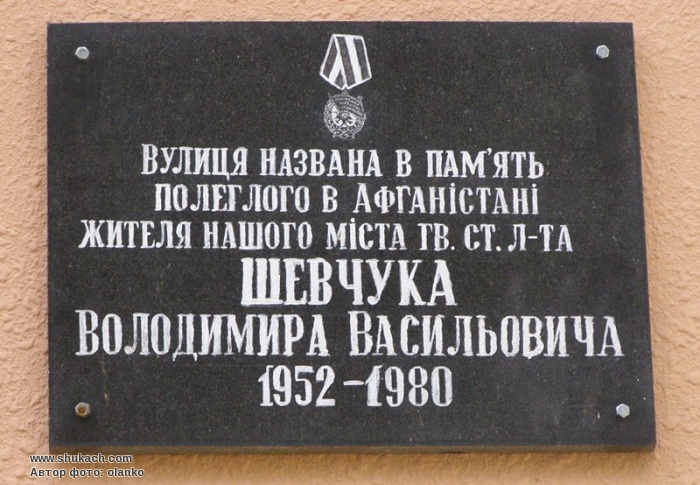 ВУЛИЦЯ НАЗВАНА В ПАМ'ЯТЬ
ПОЛЕГЛОГО В АФГАНІСТАНІ
ЖИТЕЛЯ НАШОГО МІСТА ГВ. СТ. Л-ТА
ШЕВЧУКА
ВОЛОДИМИРА ВАСИЛЬОВИЧА
1952-1980
www.shukach.com
Автор фото: olanko